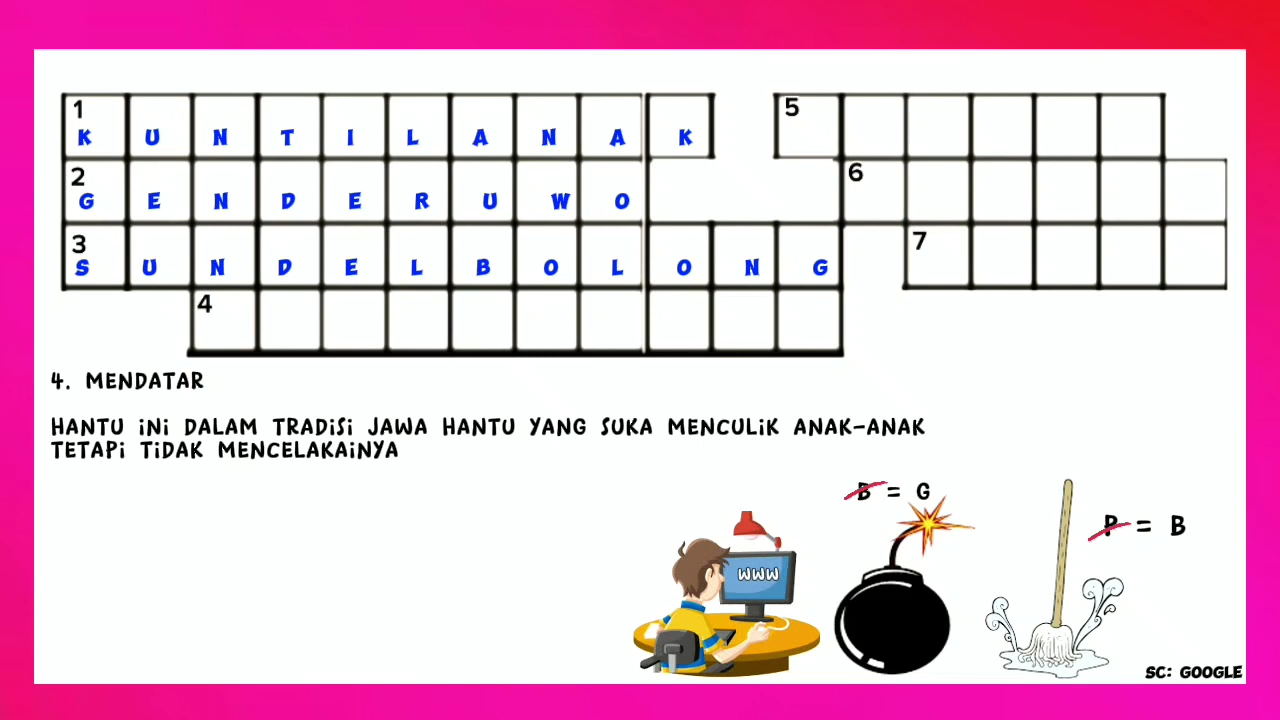 1 5
K U N T I L A N A K
2 6
G E N D E R U W O
3 7
S U N D E L B O L O N G
4
4. MENDATAR
HANTU INI DALAM TRADISI JAWA HANTU YANG SUKA MENCULIK ANAK-ANAK
TETAPI TIDAK MENCELAKAINYA
B = G
P = B
WWW
SC: GOOGLE